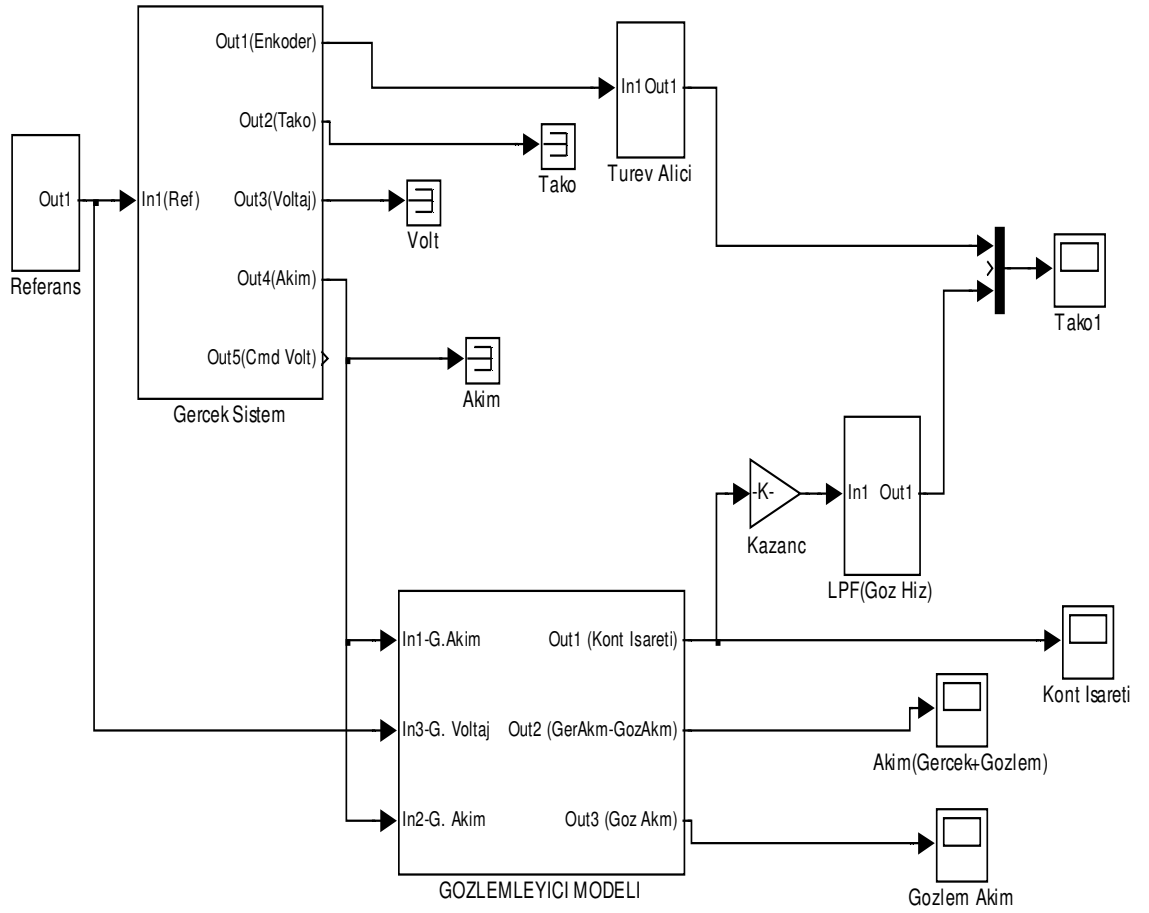 Out1(Enkoder)
In1 Out1
Out2(Tako)
Tako
Turev Alici
Out1
In1(Ref)
Out3(Voltaj)
Volt
Referans
Out4(Akim)
Tako1
Out5(Cmd Volt)
Akim
Gercek Sistem
-K-
In1 Out1
Kazanc
LPF(Goz Hiz)
In1-G.Akim
Out1 (Kont Isareti)
Kont Isareti
In3-G. Voltaj
Out2 (GerAkm-GozAkm)
Akim(Gercek+Gozlem)
In2-G. Akim
Out3 (Goz Akm)
GOZLEMLEYICI MODELI
Gozlem Akim